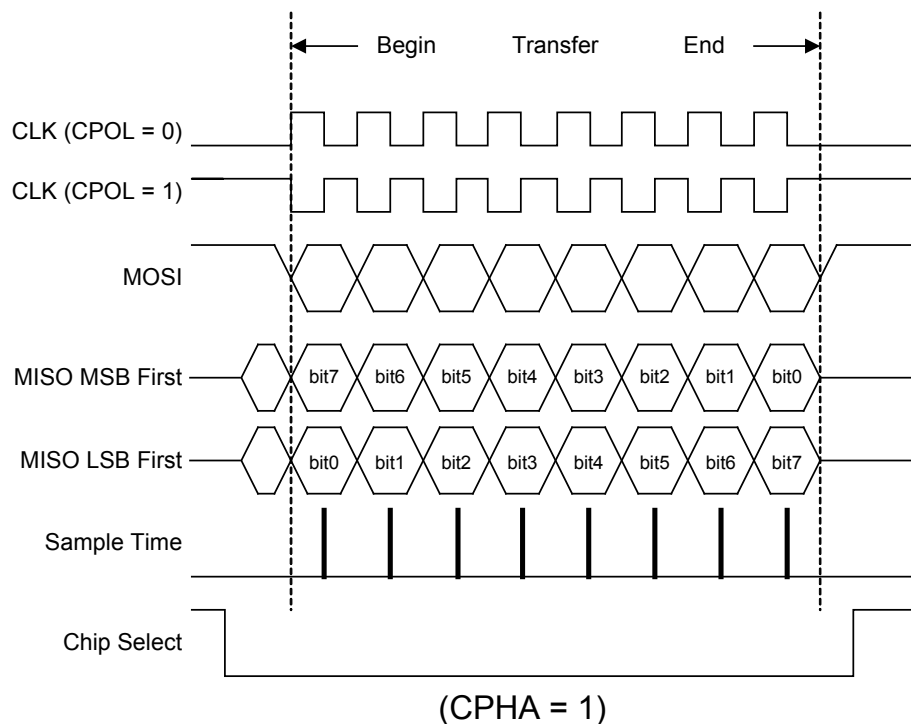 Begin Transfer End
CLK (CPOL = 0)
CLK (CPOL = 1)
MOSI
MISO MSB First bit7 bit6 bit5 bit4 bit3 bit2 bit1 bit0
MISO LSB First bit0 bit1 bit2 bit3 bit4 bit5 bit6 bit7
Sample Time
Chip Select
(CPHA = 1)